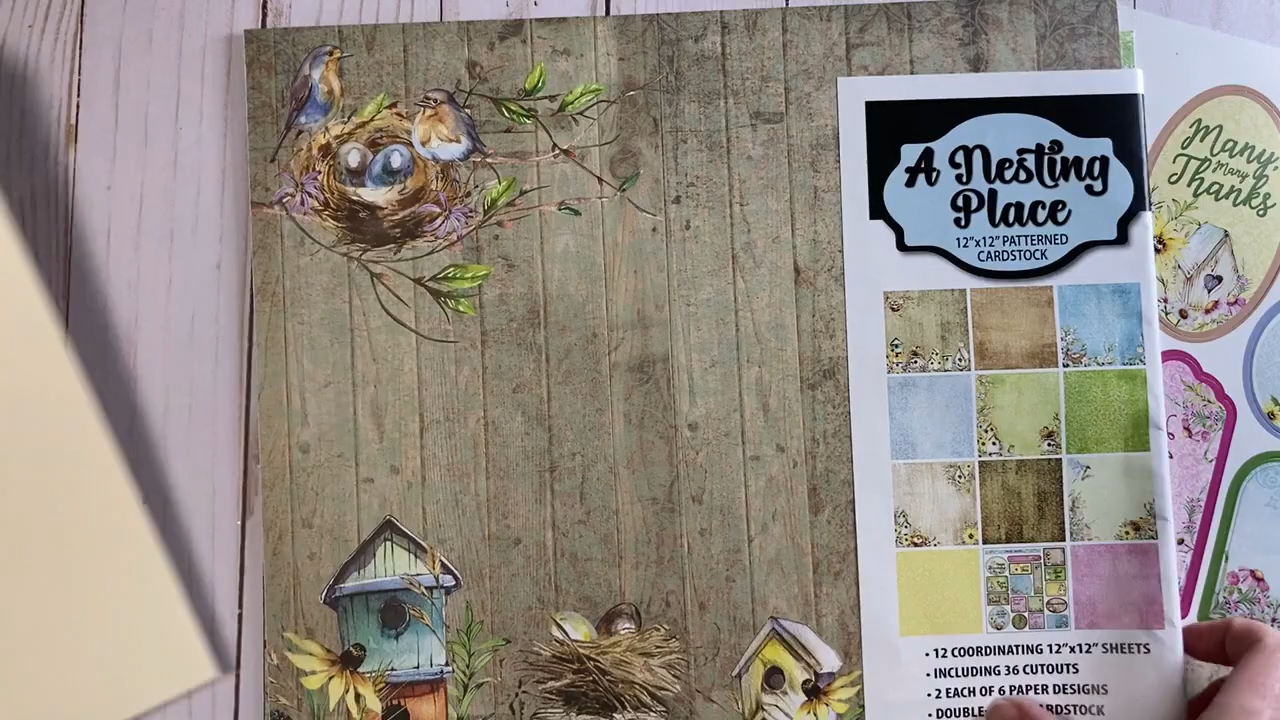 A Nesting
Place
12"x12" PATTERNED
CARDSTOCK
• 12 COORDINATING 12"x12" SHEETS
• INCLUDING 36 CUTOUTS
• 2 EACH OF 6 PAPER DESIGNS
• DOUBLE-
Many,
Many
Thanks